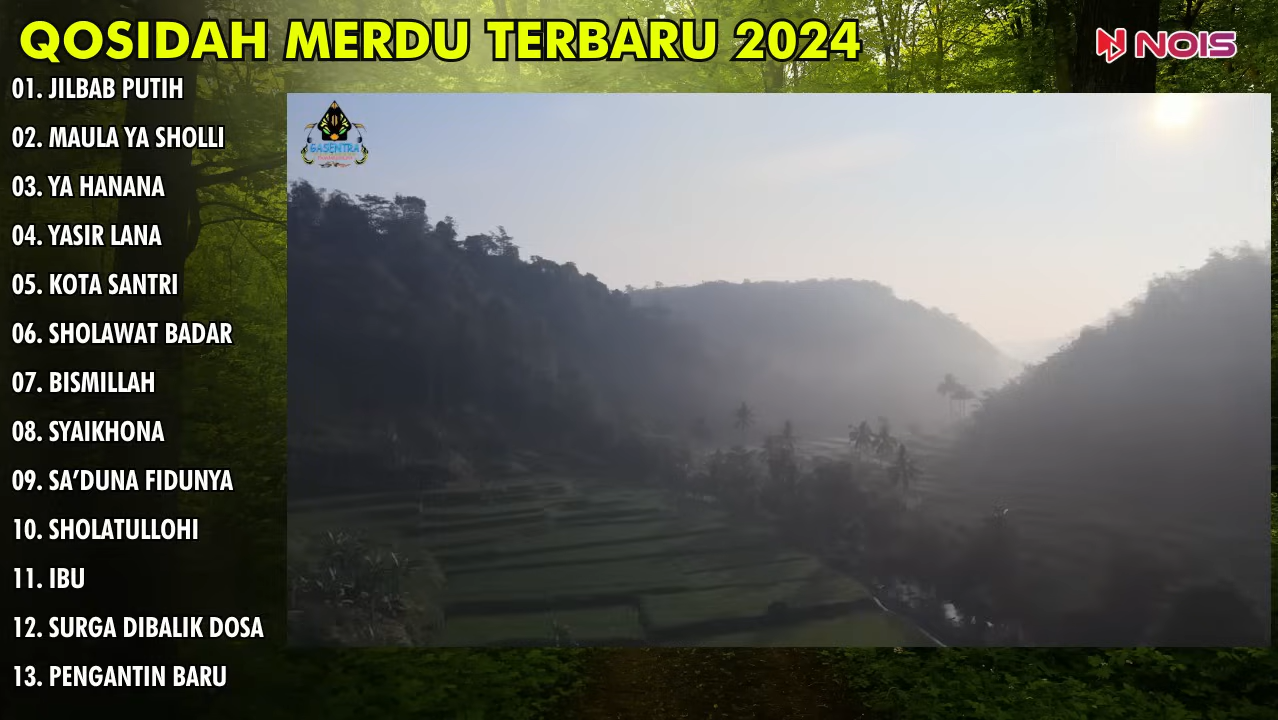 QOSIDAH MERDU TERBARU 2024
NOIS
01. JILBAB PUTIH
02. MAULA YA SHOLLI
03. YA HANANA
04. YASIR LANA
05. KOTA SANTRI
06. SHOLAWAT BADAR
07. BISMILLAH
08. SYAIKHONA
09. SA’DUNA FIDUNYA
10. SHOLATULLOHI
11. IBU
12. SURGA DIBALIK DOSA
13. PENGANTIN BARU
GASENTRA